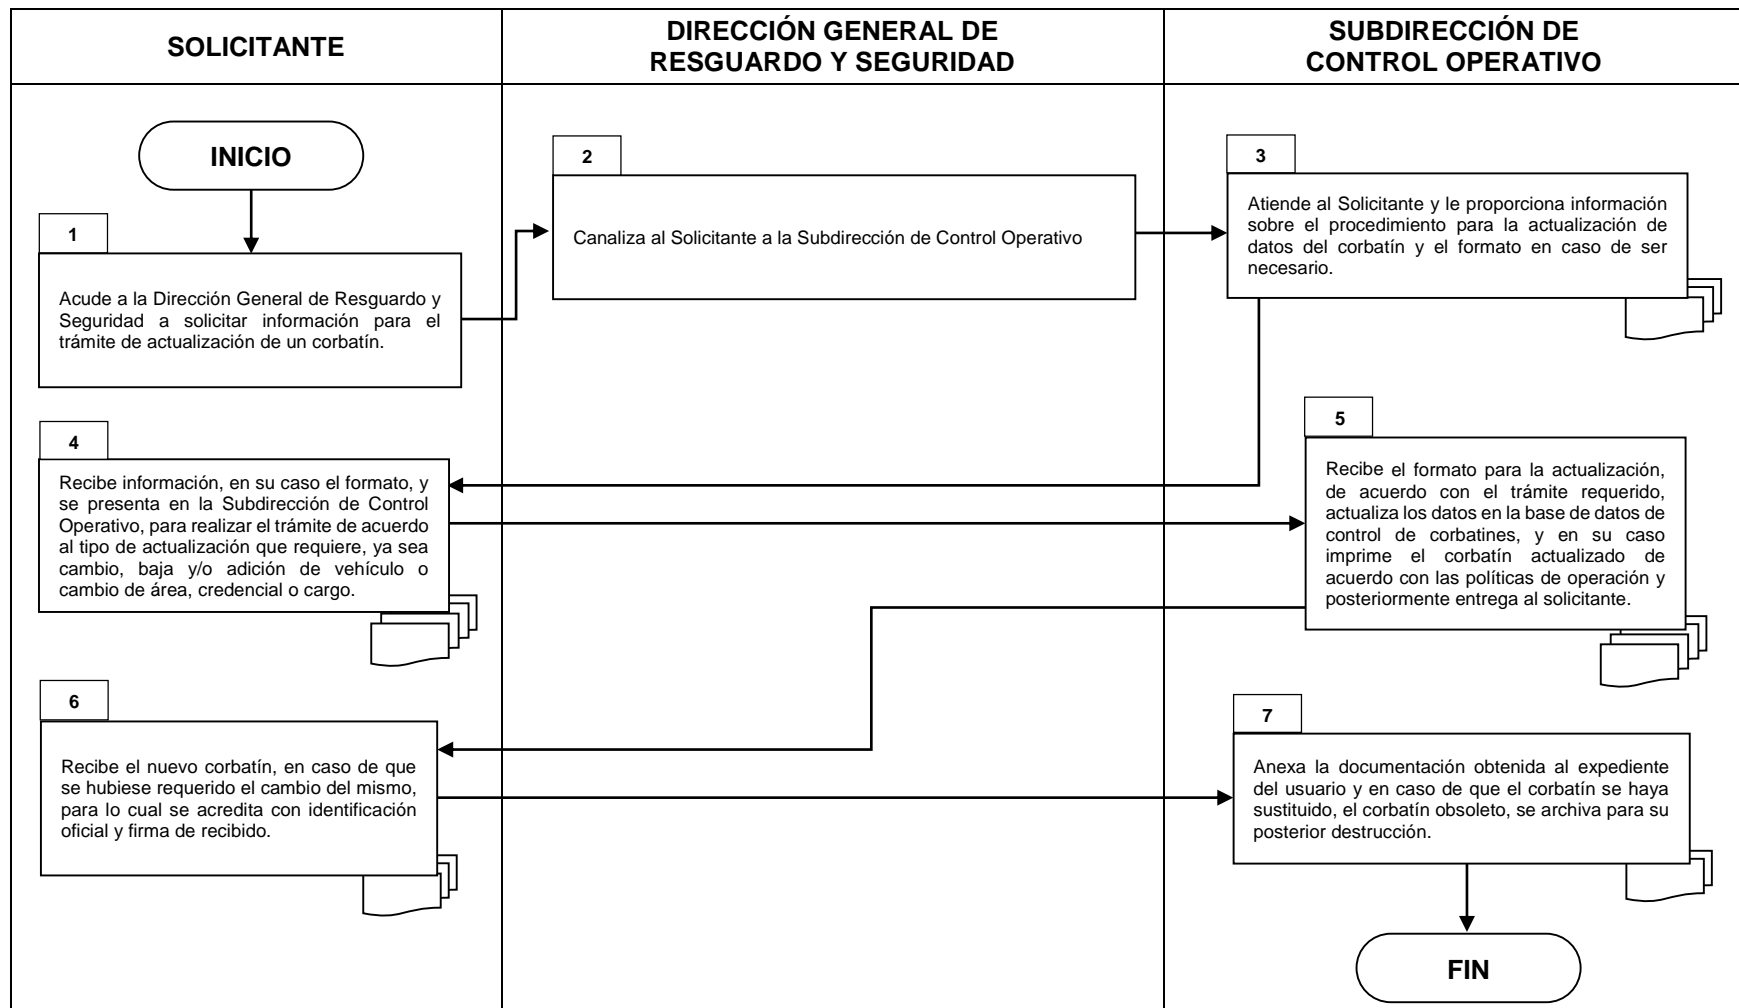 SOLICITANTE
DIRECCIÓN GENERAL DE
RESGUARDO Y SEGURIDAD
SUBDIRECCIÓN DE
CONTROL OPERATIVO
INICIO
1
Acude a la Dirección General de Resguardo y
Seguridad a solicitar información para el
trámite de actualización de un corbatín.
2
Canaliza al Solicitante a la Subdirección de Control Operativo
3
Atiende al Solicitante y le proporciona información
sobre el procedimiento para la actualización de
datos del corbatín y el formato en caso de ser
necesario.
4
Recibe información, en su caso el formato, y
se presenta en la Subdirección de Control
Operativo, para realizar el trámite de acuerdo
al tipo de actualización que requiere, ya sea
cambio, baja y/o adición de vehículo o
cambio de área, credencial o cargo.
5
Recibe el formato para la actualización,
de acuerdo con el trámite requerido,
actualiza los datos en la base de datos de
control de corbatines, y en su caso
imprime el corbatín actualizado de
acuerdo con las políticas de operación y
posteriormente entrega al solicitante.
6
Recibe el nuevo corbatín, en caso de que
se hubiese requerido el cambio del mismo,
para lo cual se acredita con identificación
oficial y firma de recibido.
7
Anexa la documentación obtenida al expediente
del usuario y en caso de que el corbatín se haya
sustituido, el corbatín obsoleto, se archiva para su
posterior destrucción.
FIN